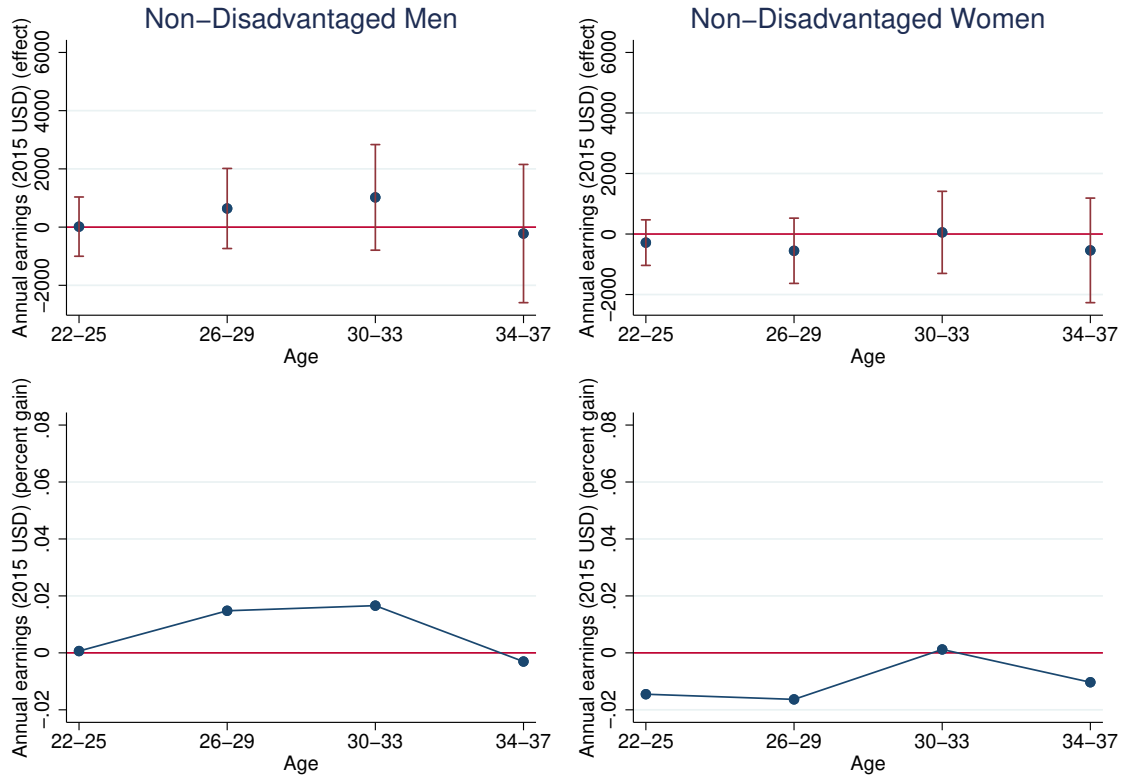 Non−Disadvantaged Men
Annual earnings (2015 USD) (effect)
6000
4000
2000
0
−2000
22−25 26−29 30−33 34−37
Age
Non−Disadvantaged Women
Annual earnings (2015 USD) (effect)
6000
4000
2000
0
−2000
22−25 26−29 30−33 34−37
Age
Annual earnings (2015 USD) (percent gain)
.08
.06
.04
.02
0
−.02
22−25 26−29 30−33 34−37
Age
Annual earnings (2015 USD) (percent gain)
.08
.06
.04
.02
0
−.02
22−25 26−29 30−33 34−37
Age